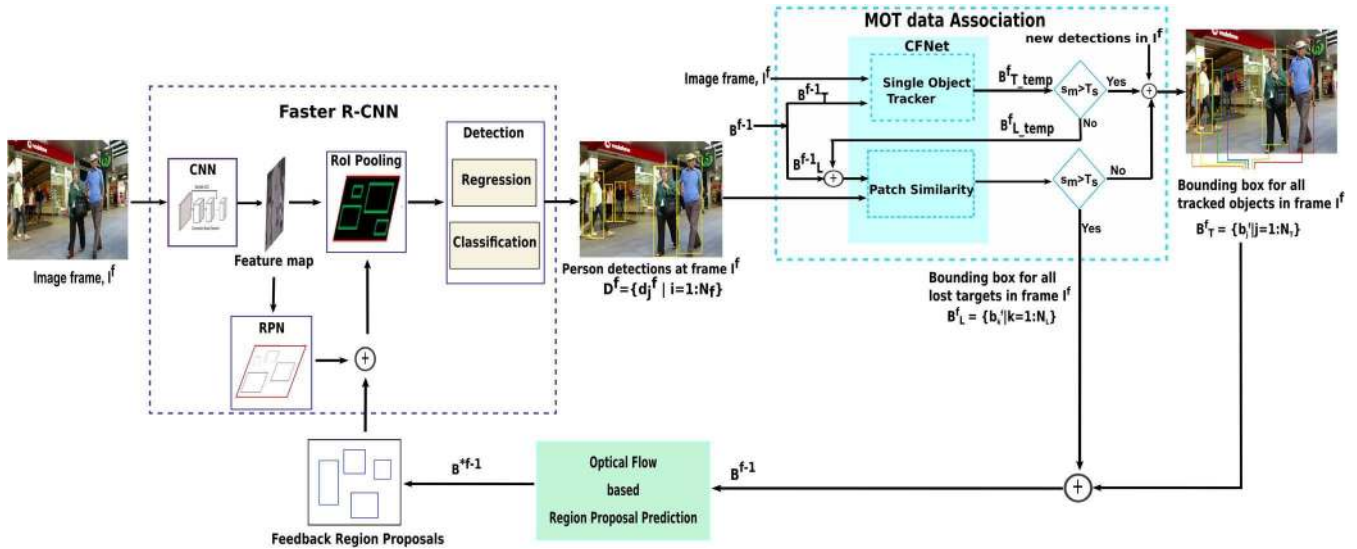 MOT data Association
CFNet
new detections in I^f
Image frame, I^f
Single Object
Tracker
B^f_T_temp
s_m>T_s
Yes
+
B^f-1_T
B^f-1
No
B^f_L_temp
B^f-1_L
+
Patch Similarity
s_m>T_s
No
Yes
Bounding box for all
tracked objects in frame I^f
B^f_T = {b_j^f|j=1:N_T}
Bounding box for all
lost targets in frame I^f
B^f_L = {b_k^f|k=1:N_L}
Faster R-CNN
Image frame, I^f
CNN
Feature map
RoI Pooling
Detection
Regression
Classification
Person detections at frame I^f
D^f={d_j^f | i=1:N_f}
RPN
+
Feedback Region Proposals
B^*f-1
Optical Flow
based
Region Proposal Prediction
B^f-1
+